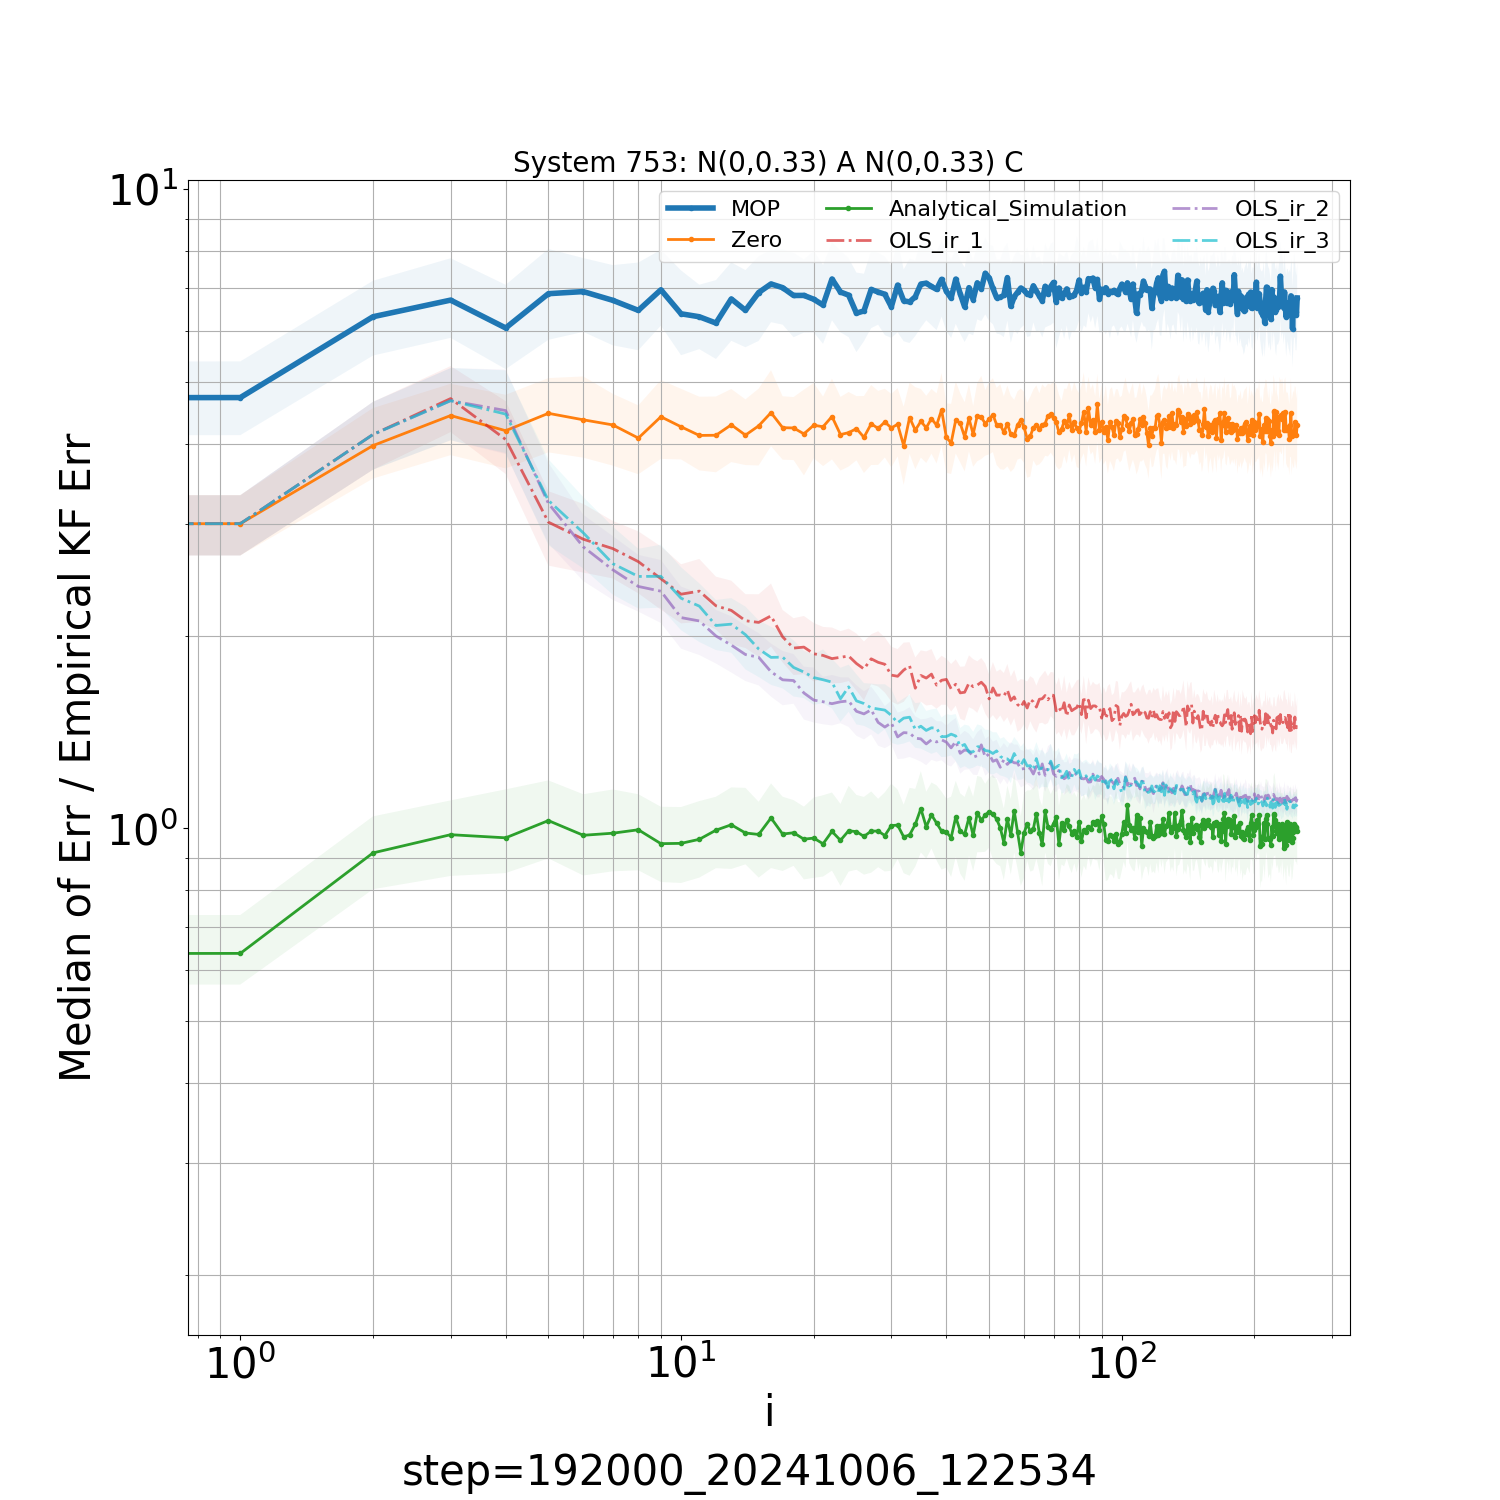 System 753: N(0,0.33) A N(0,0.33) C
MOP
Zero
Analytical_Simulation
OLS_ir_1
OLS_ir_2
OLS_ir_3
10¹
10⁰
Median of Err / Empirical KF Err
10⁰ 10¹ 10²
i
step=192000_20241006_122534